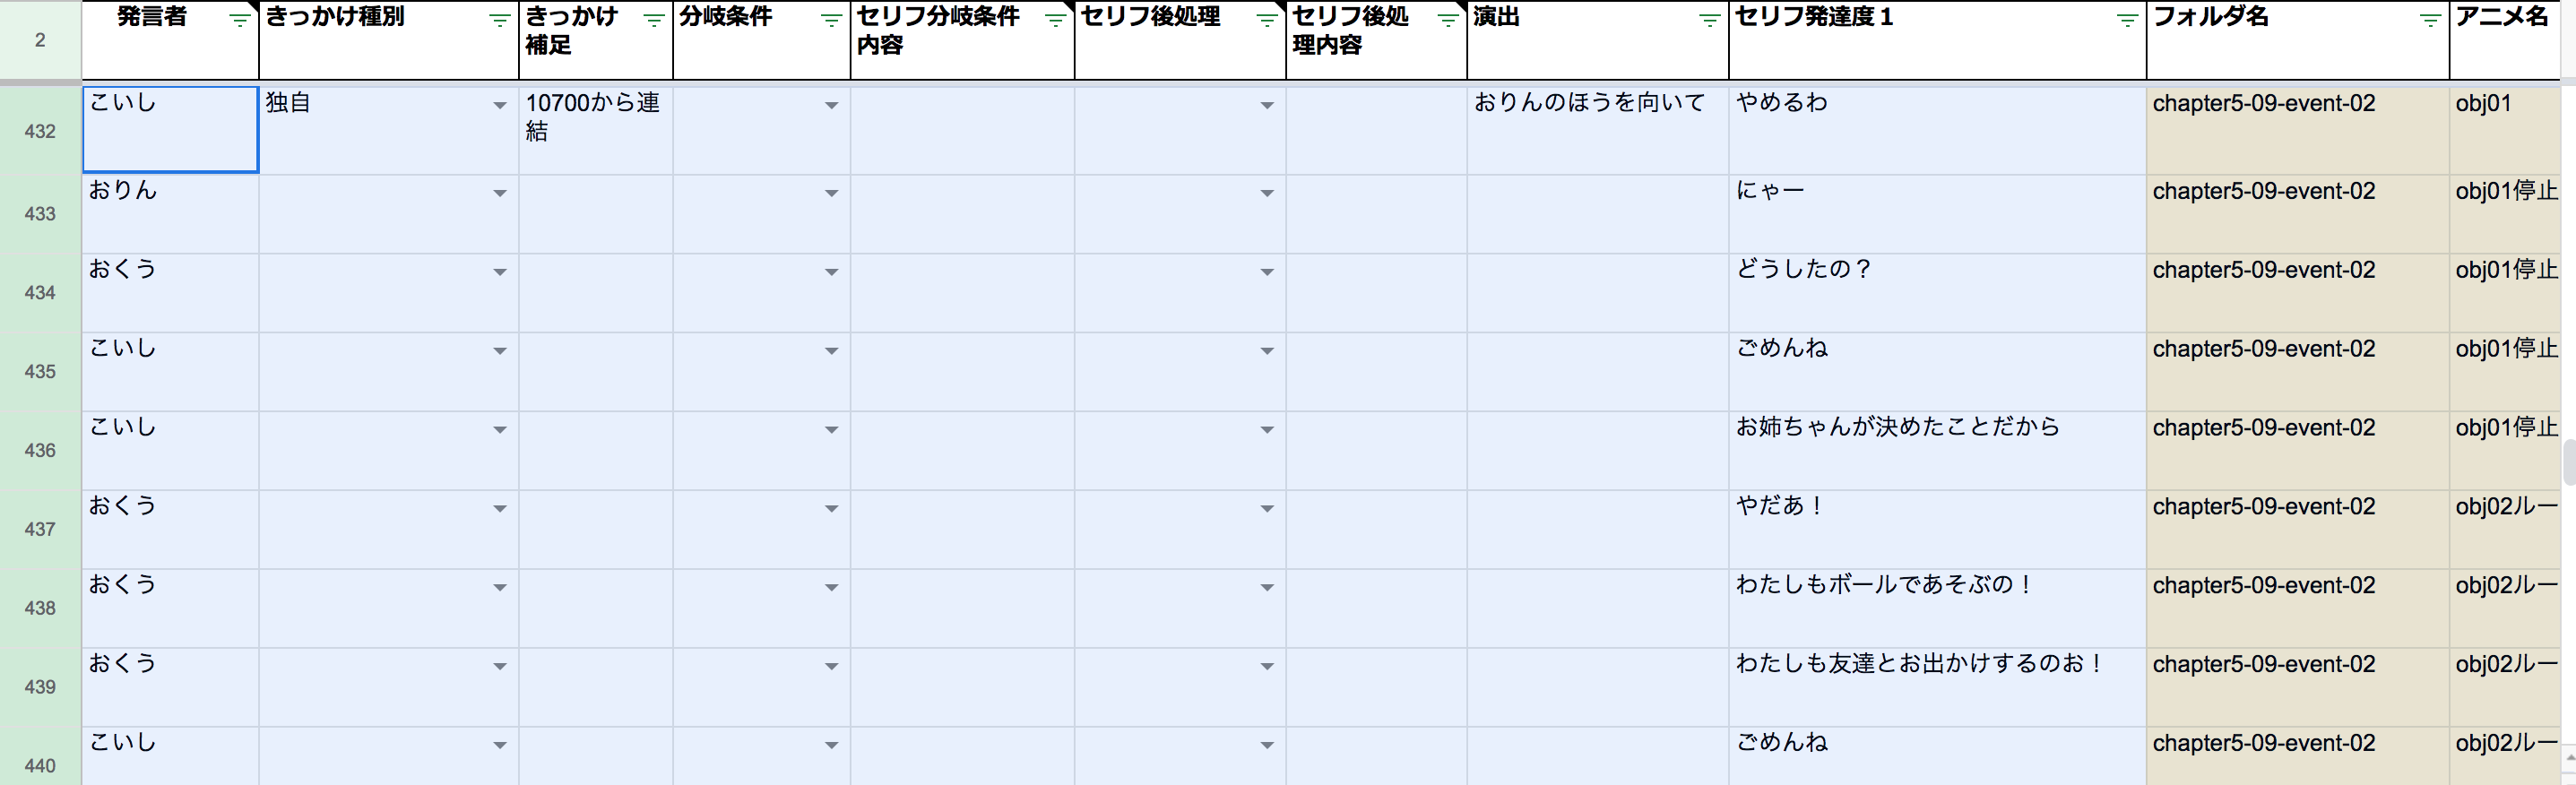 2
発言者
きっかけ種別
きっかけ
補足
分岐条件
セリフ分岐条件
内容
セリフ後処理
セリフ後処
理内容
演出
セリフ発達度１
フォルダ名
アニメ名
432
こいし
独自
10700から連
結
おりんのほうを向いて
やめるわ
chapter5-09-event-02
obj01
433
おりん
にゃー
chapter5-09-event-02
obj01停止
434
おくう
どうしたの？
chapter5-09-event-02
obj01停止
435
こいし
ごめんね
chapter5-09-event-02
obj01停止
436
こいし
お姉ちゃんが決めたことだから
chapter5-09-event-02
obj01停止
437
おくう
やだあ！
chapter5-09-event-02
obj02ルー
438
おくう
わたしもボールであそぶの！
chapter5-09-event-02
obj02ルー
439
おくう
わたしも友達とお出かけするのお！
chapter5-09-event-02
obj02ルー
440
こいし
ごめんね
chapter5-09-event-02
obj02ルー